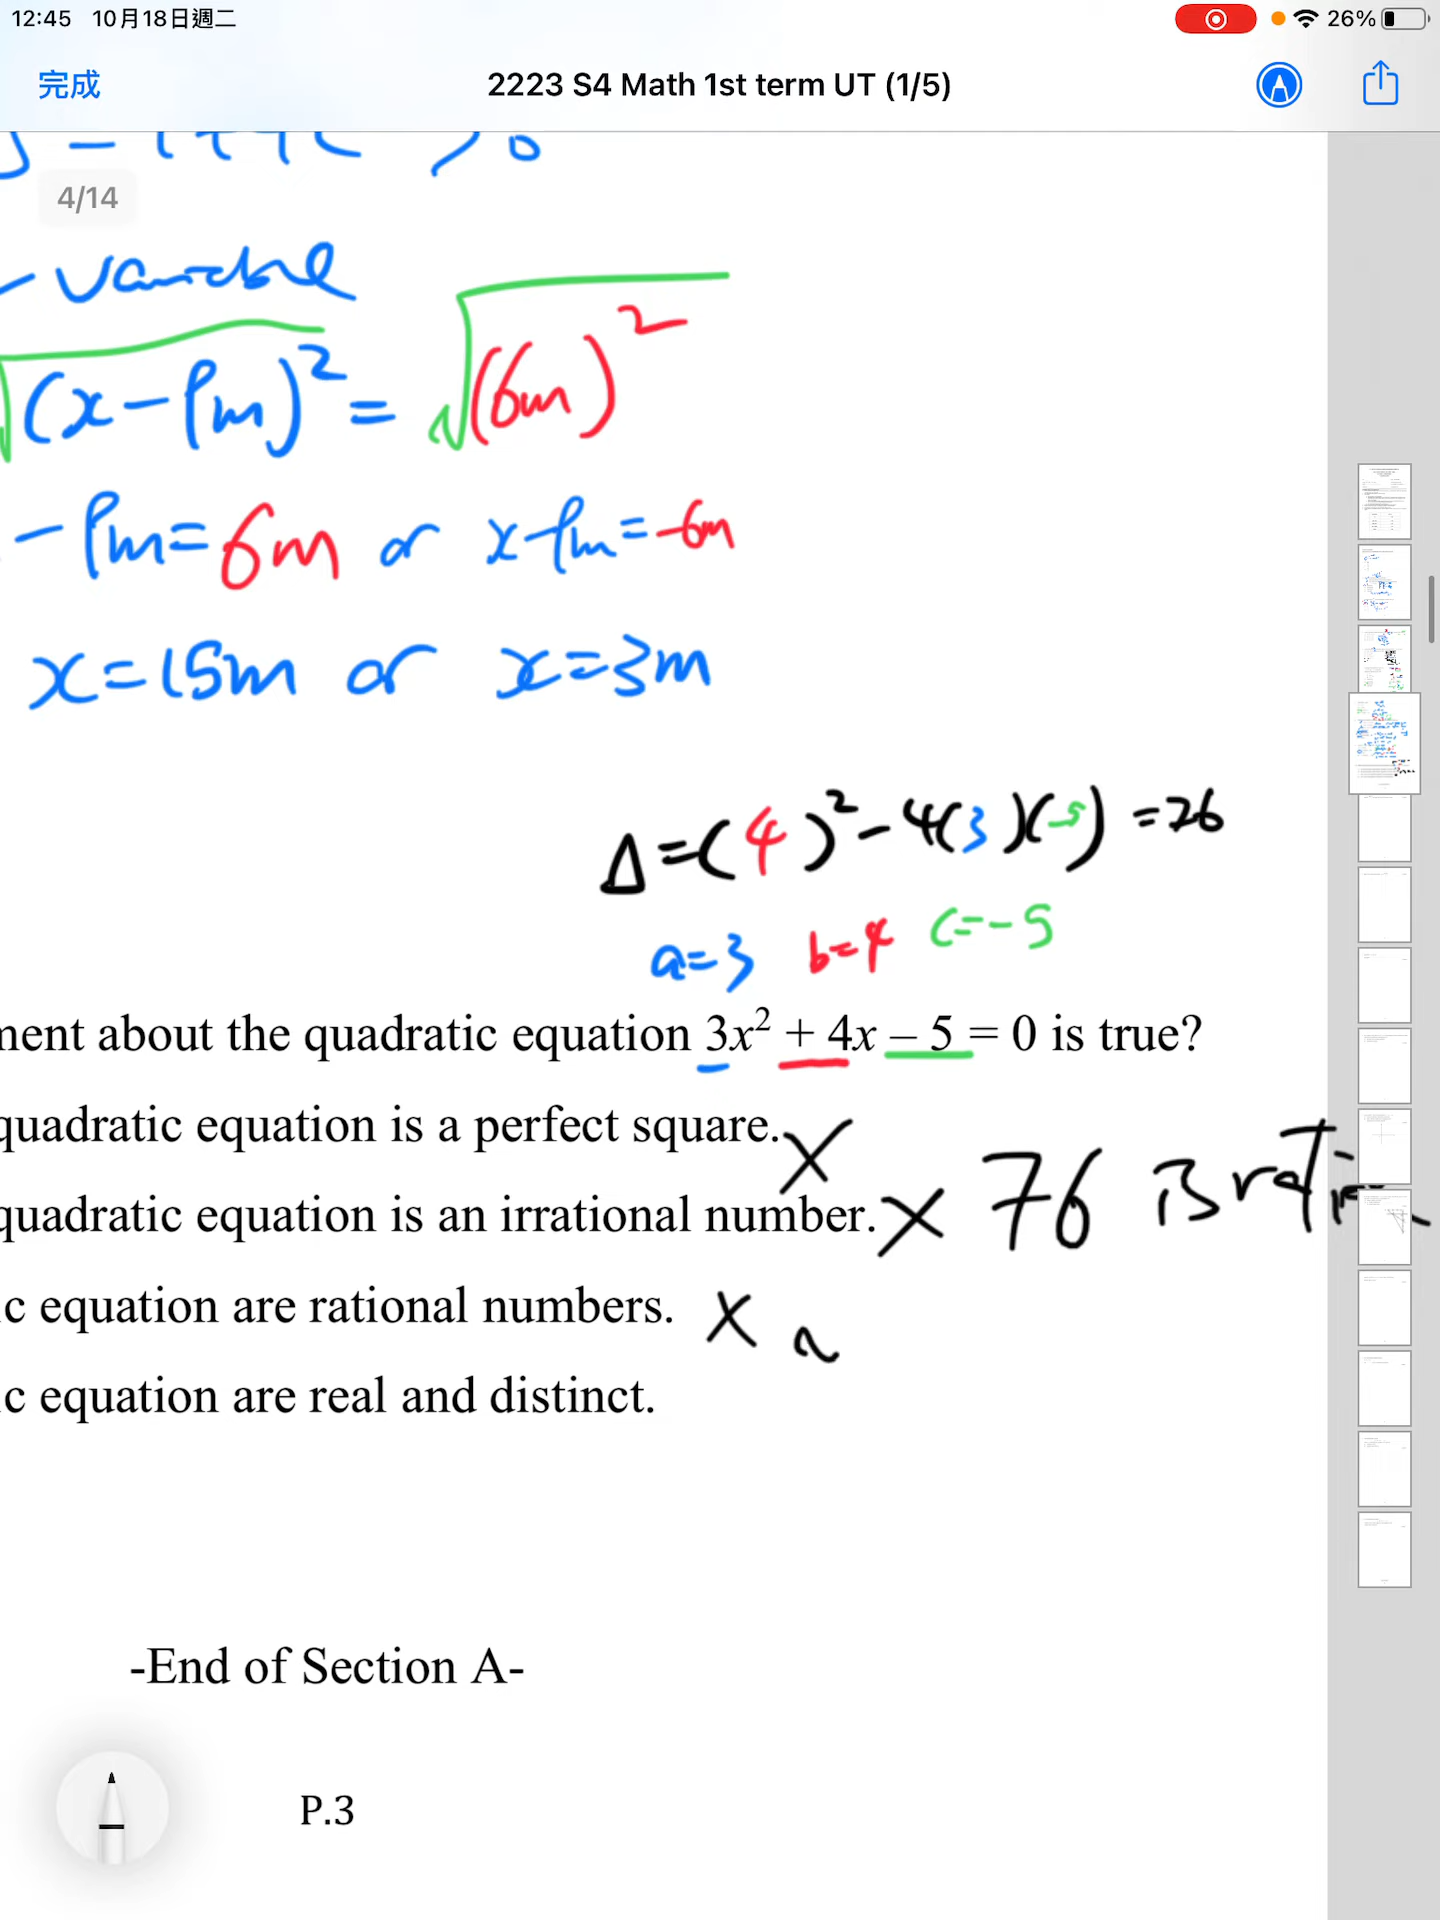 12:45 10月18日週二
26%
完成
2223 S4 Math 1st term UT (1/5)
4/14
(x-9m)² = √(6m)²
-9m=6m or x-9m=-6m
x=15m or x=3m
Δ=(4)²-4(3)(-5) =76
a=3 b=4 c=-5
about the quadratic equation 3x² + 4x – 5 = 0 is true?
quadratic equation is a perfect square. X
quadratic equation is an irrational number. X 76 is
c equation are rational numbers. X
c equation are real and distinct.
-End of Section A-
P.3